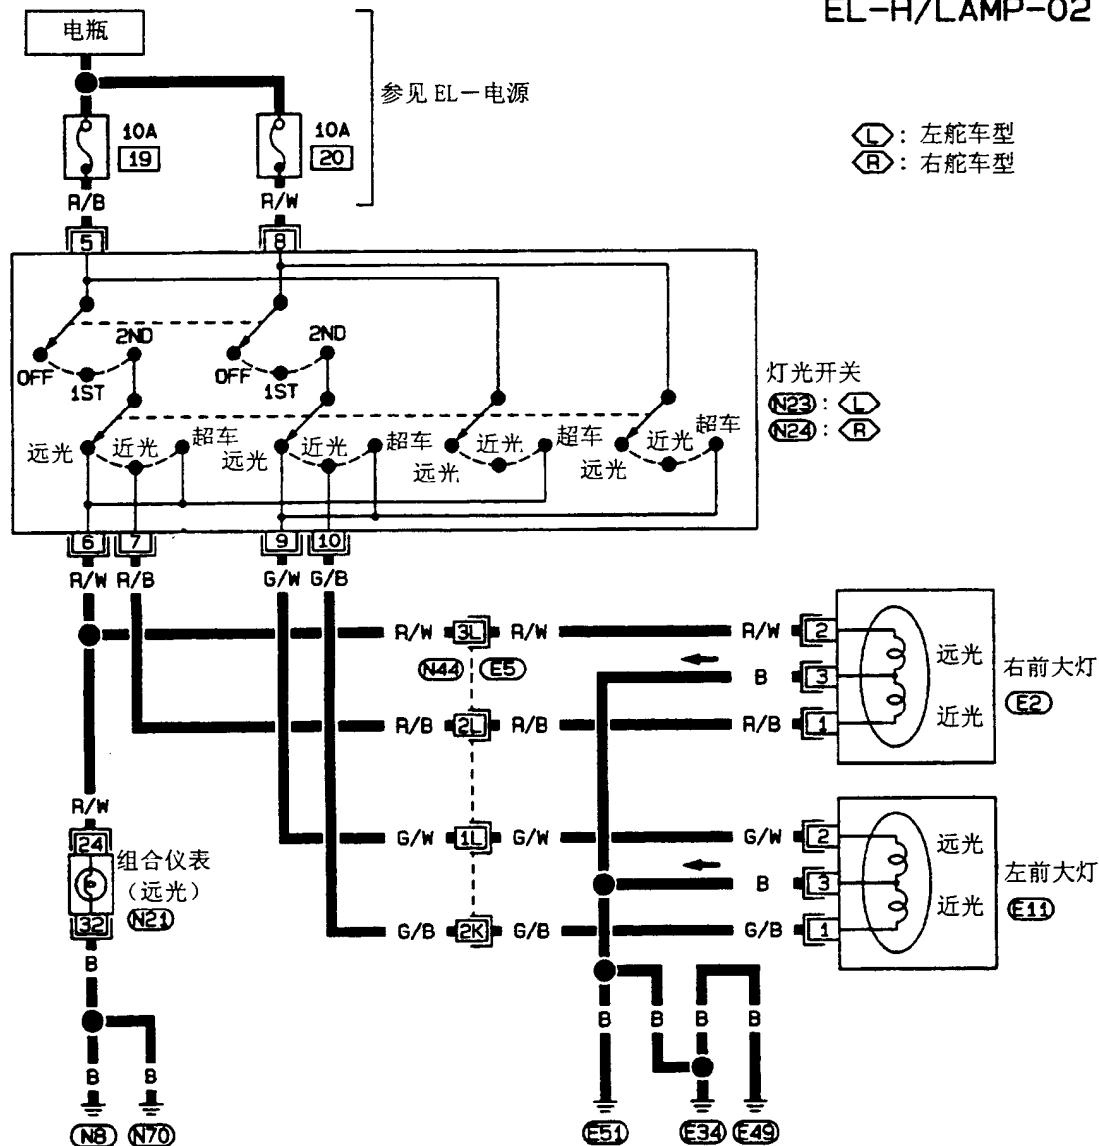 EL-H/LAMP-02
电瓶
参见 EL-电源
10A
19
10A
20
L : 左舵车型
R : 右舵车型
R/B
R/W
5
8
OFF
1ST
2ND
OFF
1ST
2ND
灯光开关
N23 : L
N24 : R
远光
近光
超车
远光
近光
超车
远光
近光
超车
远光
近光
超车
6
7
9
10
R/W
R/B
G/W
G/B
R/W
3L
R/W
R/W
2
远光
右前大灯
E2
N44
E5
B
3
R/B
2L
R/B
R/B
1
近光
R/W
24
组合仪表
(远光)
N21
32
G/W
1L
G/W
G/W
2
远光
左前大灯
E11
B
3
近光
G/B
2K
G/B
G/B
1
B
B
B
B
B
B
B
N8
N70
E51
E34
E49